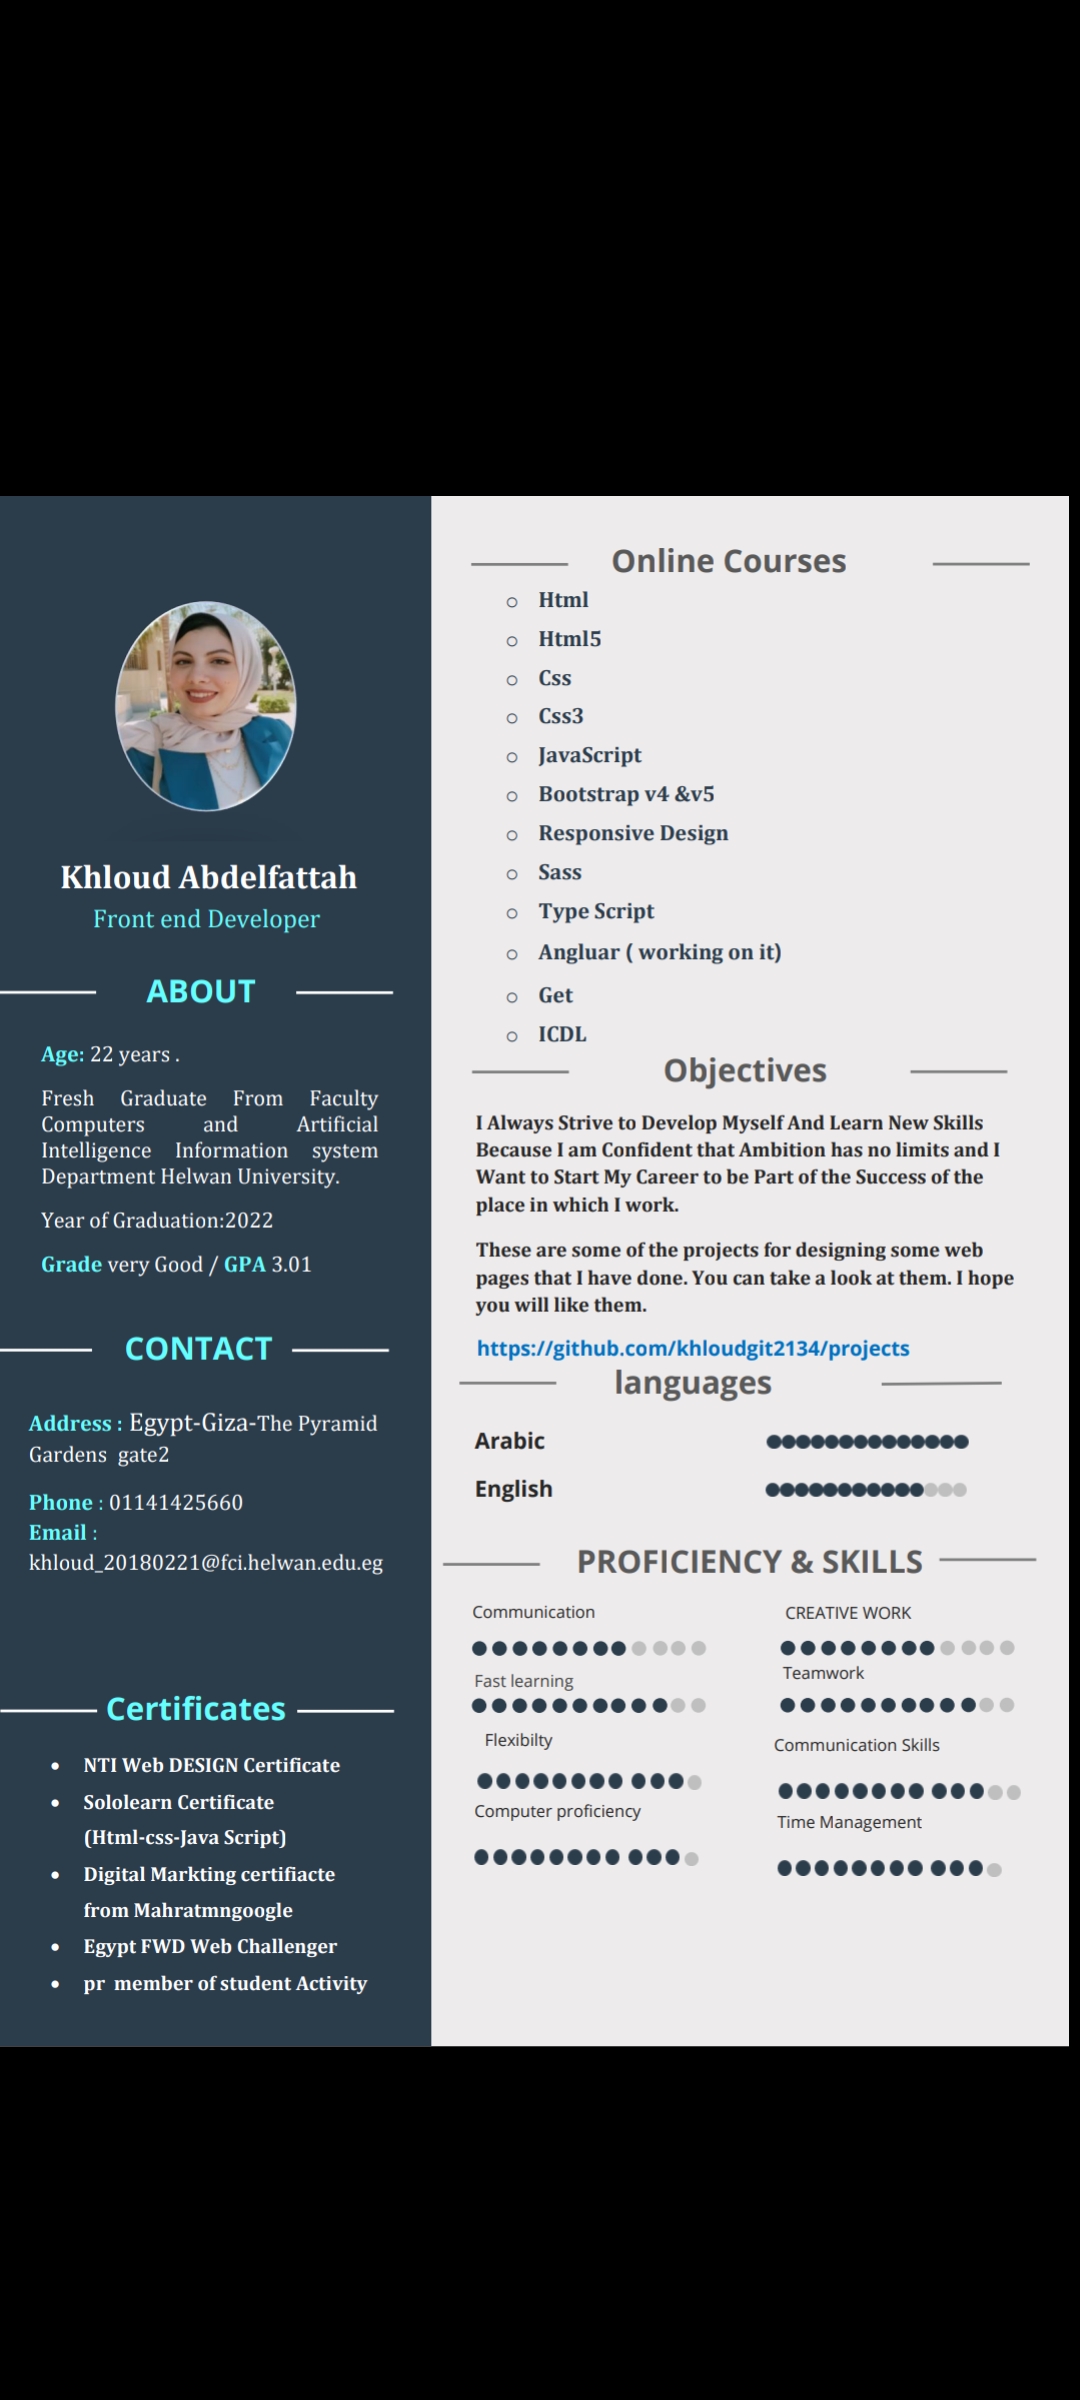 Khloud Abdelfattah
Front end Developer
ABOUT
Age: 22 years .
Fresh Graduate From Faculty
Computers and Artificial
Intelligence Information system
Department Helwan University.
Year of Graduation:2022
Grade very Good / GPA 3.01
CONTACT
Address : Egypt-Giza-The Pyramid
Gardens gate2
Phone : 01141425660
Email :
khloud_20180221@fci.helwan.edu.eg
Certificates
• NTI Web DESIGN Certificate
• Sololearn Certificate
(Html-css-Java Script)
• Digital Markting certifiacte
from Mahratmngoogle
• Egypt FWD Web Challenger
• pr member of student Activity
Online Courses
o Html
o Html5
o Css
o Css3
o JavaScript
o Bootstrap v4 &v5
o Responsive Design
o Sass
o Type Script
o Angluar ( working on it)
o Get
o ICDL
Objectives
I Always Strive to Develop Myself And Learn New Skills
Because I am Confident that Ambition has no limits and I
Want to Start My Career to be Part of the Success of the
place in which I work.
These are some of the projects for designing some web
pages that I have done. You can take a look at them. I hope
you will like them.
https://github.com/khloudgit2134/projects
languages
Arabic
English
PROFICIENCY & SKILLS
Communication
CREATIVE WORK
Fast learning
Teamwork
Flexibilty
Communication Skills
Computer proficiency
Time Management